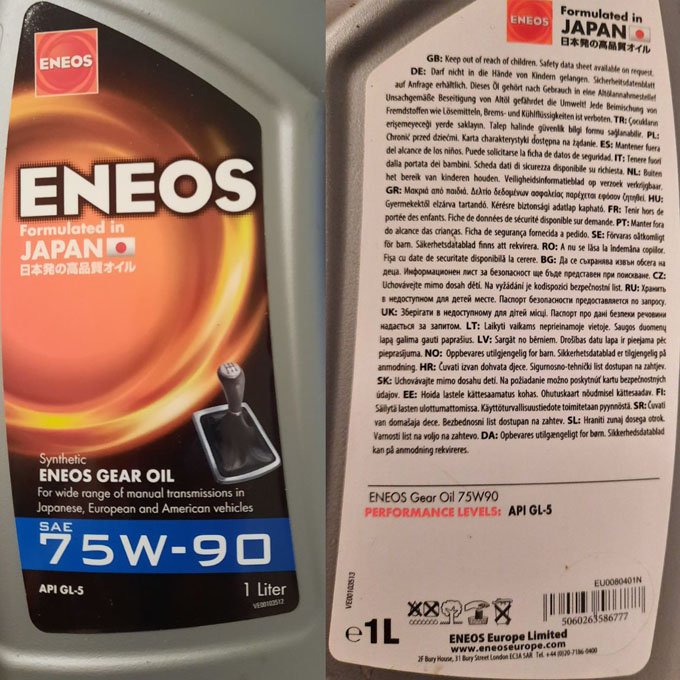 ENEOS
ENEOS
Formulated in
JAPAN
日本発の高品質オイル
Synthetic
ENEOS GEAR OIL
For wide range of manual transmissions in
Japanese, European and American vehicles
SAE
75W-90
API GL-5
1 Liter
VE00103512
ENEOS
Formulated in
JAPAN
日本発の高品質オイル
GB: Keep out of reach of children. Safety data sheet available on request.
DE: Darf nicht in die Hände von Kindern gelangen. Sicherheitsdatenblatt
auf Anfrage erhältlich. Dieses Öl gehört nach Gebrauch in eine Altölannahmestelle!
Unsachgemäße Beseitigung von Altöl gefährdet die Umwelt! Jede Beimischung von
Fremdstoffen wie Lösemitteln, Brems- und Kühlflüssigkeiten ist verboten. TR: Çocukların
erişemeyeceği yerde saklayın. Talep halinde güvenlik bilgi formu sağlanabilir. PL:
Chronić przed dziećmi. Karta charakterystyki dostępna na żądanie. ES: Mantener fuera
del alcance de los niños. Puede solicitarse la ficha de datos de seguridad. IT: Tenere fuori
dalla portata dei bambini. Scheda dati di sicurezza disponibile su richiesta. NL: Buiten
het bereik van kinderen houden. Veiligheidsinformatieblad op verzoek verkrijgbaar.
GR: Μακριά από παιδιά. Δελτίο δεδομένων ασφαλείας παρέχεται εφόσον ζητηθεί. HU:
Gyermekektől elzárva tartandó. Kérésre biztonsági adatlap kapható. FR: Tenir hors de
portée des enfants. Fiche de données de sécurité disponible sur demande. PT: Manter fora
do alcance das crianças. Ficha de segurança fornecida a pedido. SE: Förvaras oåtkomligt
för barn. Säkerhetsdatablad finns att rekvirera. RO: A nu se lăsa la îndemâna copiilor.
Fişa cu date de securitate disponibilă la cerere. BG: Да се съхранява извън обсега на
деца. Информационен лист за безопасност ще бъде представен при поискване. CZ:
Uchovávejte mimo dosah dětí. Na vyžádání je kodispozici bezpečnostní list. RU: Хранить
в недоступном для детей месте. Паспорт безопасности предоставляется по запросу.
UK: Зберігати в недоступному для дітей місці. Паспорт про дані безпеки речовини
надається за запитом. LT: Laikyti vaikams neprieinamoje vietoje. Saugos duomenų
lapą galima gauti paprašius. LV: Sargāt no bērniem. Drošības datu lapa ir pieejama pēc
pieprasījuma. NO: Oppbevares utilgjengelig for barn. Sikkerhetsdatablad er tilgjengelig på
anmodning. HR: Čuvati izvan dohvata djece. Sigurnosno-tehnički list dostupan na zahtjev.
SK: Uchovávajte mimo dosahu detí. Na požiadanie možno poskytnúť kartu bezpečnostných
údajov. EE: Hoida lastele kättesaamatus kohas. Ohutuskaart nõudmisel kättesaadav. FI:
Säilytä lasten ulottumattomissa. Käyttöturvallisuustiedote toimitetaan pyynnöstä. SR: Čuvati
van domašaja dece. Bezbednosni list dostupan na zahtev. SL: Hraniti zunaj dosega otrok.
Varnosti list na voljo na zahtevo. DA: Opbevares utilgængeligt for børn. Sikkerhedsdatablad
kan på anmodning rekvireres.
ENEOS Gear Oil 75W90
PERFORMANCE LEVELS: API GL-5
VE00103513
EU0080401N
5060263586777
e1L
ENEOS Europe Limited
www.eneoseurope.com
2F Bury House, 31 Bury Street London EC3A 5AR Tel. +44 (0)20-7186-0400